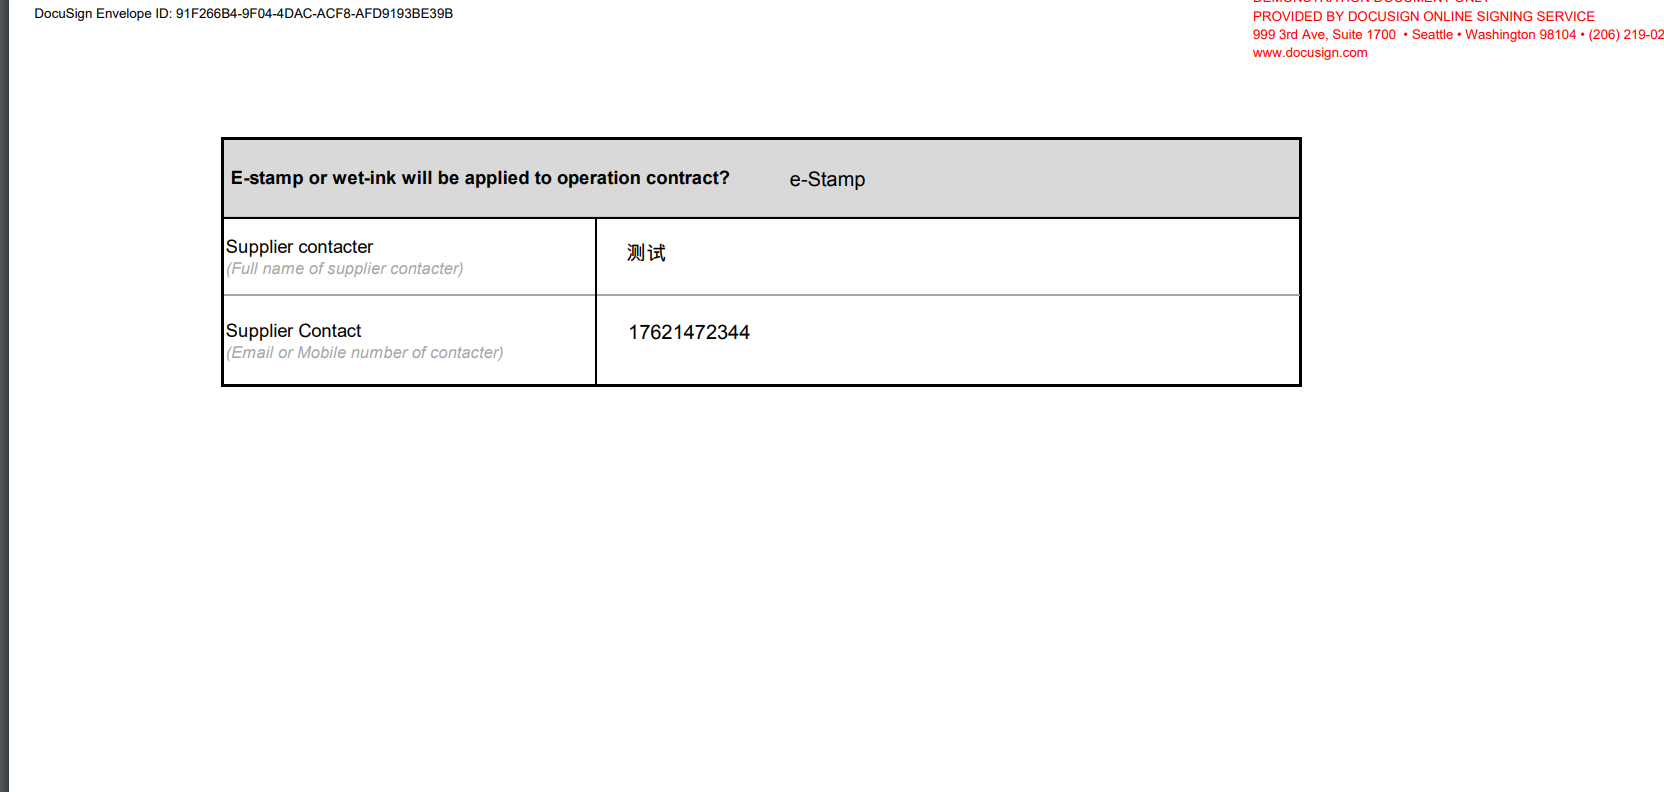 DocuSign Envelope ID: 91F266B4-9F04-4DAC-ACF8-AFD9193BE39B
DEMONSTRATION DOCUMENT ONLY
PROVIDED BY DOCUSIGN ONLINE SIGNING SERVICE
999 3rd Ave, Suite 1700 • Seattle • Washington 98104 • (206) 219-02
www.docusign.com
E-stamp or wet-ink will be applied to operation contract? e-Stamp
Supplier contacter
(Full name of supplier contacter)
测试
Supplier Contact
(Email or Mobile number of contacter)
17621472344